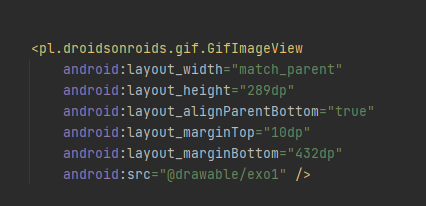 <pl.droidsonroids.gif.GifImageView
android:layout_width="match_parent"
android:layout_height="289dp"
android:layout_alignParentBottom="true"
android:layout_marginTop="10dp"
android:layout_marginBottom="432dp"
android:src="@drawable/exo1" />